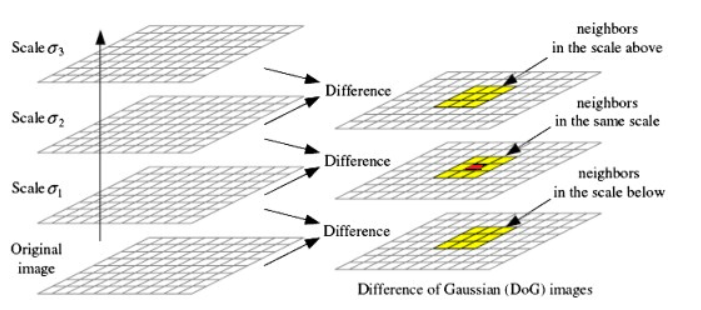 Scale σ3
Scale σ2
Scale σ1
Original
image
Difference
Difference
Difference
neighbors
in the scale above
neighbors
in the same scale
neighbors
in the scale below
Difference of Gaussian (DoG) images